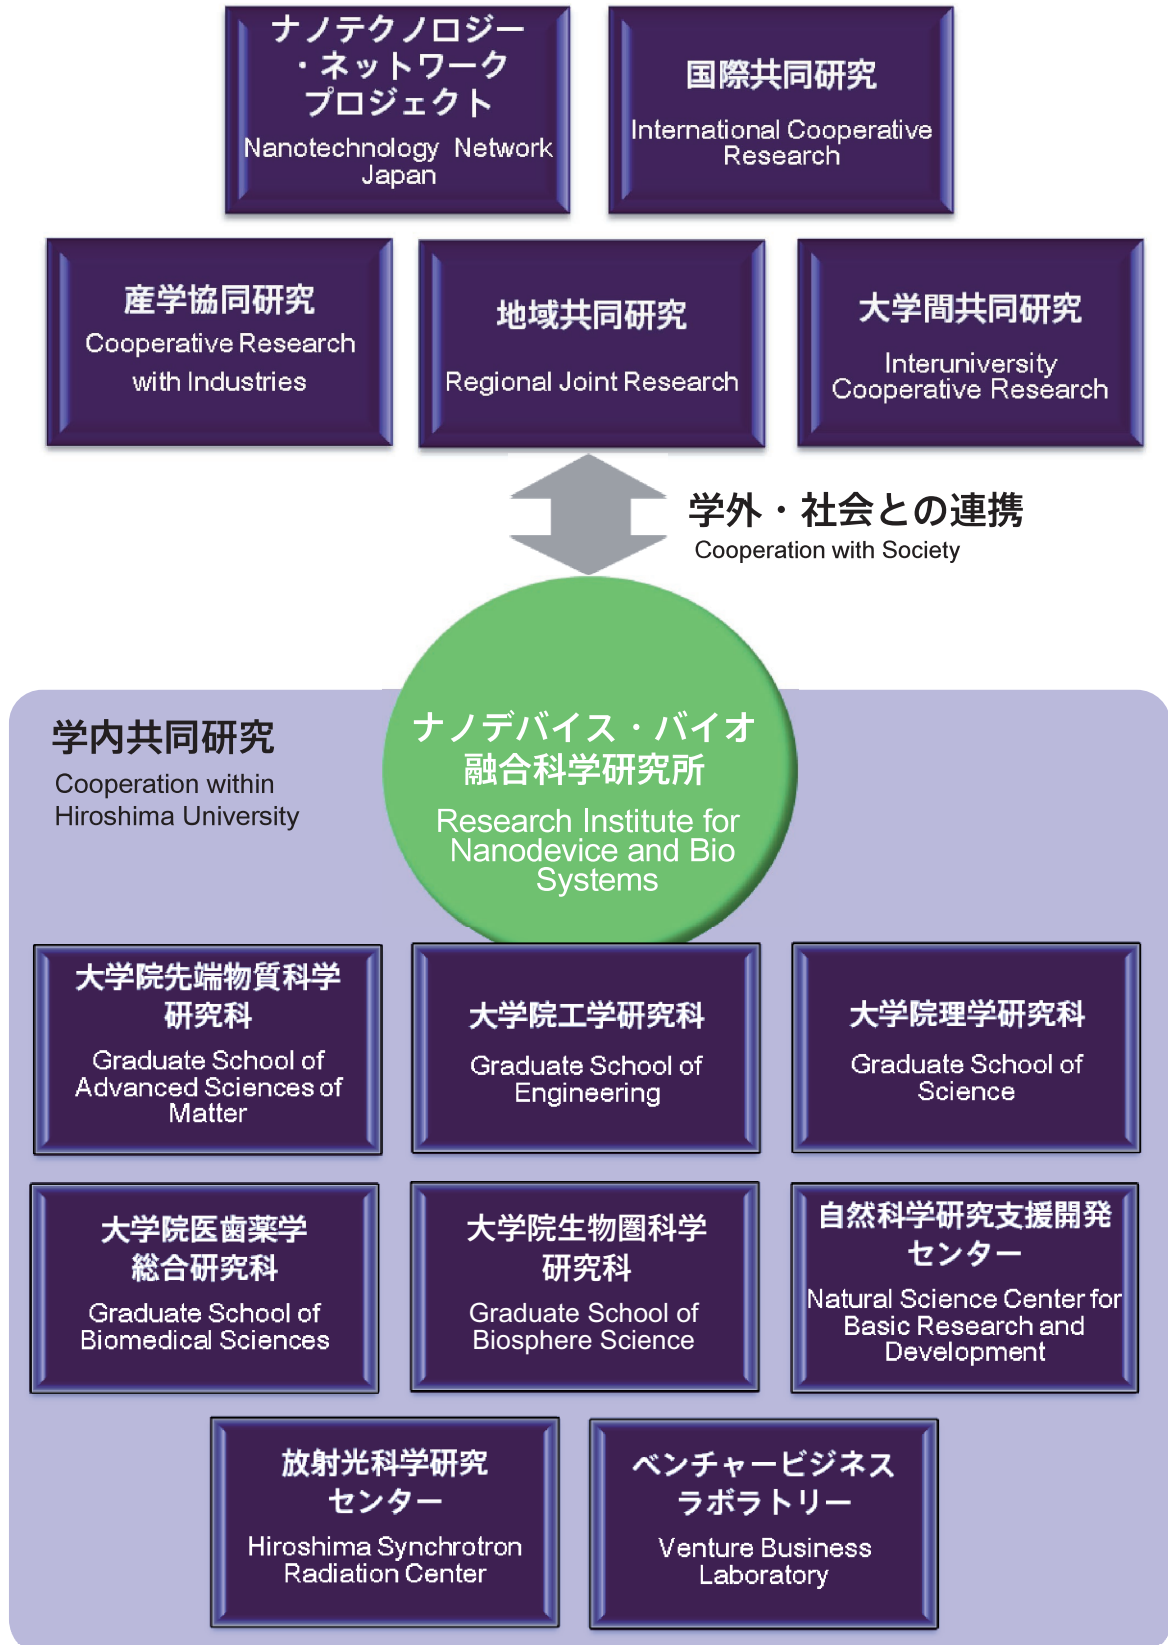 ナノテクノロジー
・ネットワーク
プロジェクト
Nanotechnology Network
Japan
国際共同研究
International Cooperative
Research
産学協同研究
Cooperative Research
with Industries
地域共同研究
Regional Joint Research
大学間共同研究
Interuniversity
Cooperative Research
学外・社会との連携
Cooperation with Society
学内共同研究
Cooperation within
Hiroshima University
ナノデバイス・バイオ
融合科学研究所
Research Institute for
Nanodevice and Bio
Systems
大学院先端物質科学
研究科
Graduate School of
Advanced Sciences of
Matter
大学院工学研究科
Graduate School of
Engineering
大学院理学研究科
Graduate School of
Science
大学院医歯薬学
総合研究科
Graduate School of
Biomedical Sciences
大学院生物圏科学
研究科
Graduate School of
Biosphere Science
自然科学研究支援開発
センター
Natural Science Center for
Basic Research and
Development
放射光科学研究
センター
Hiroshima Synchrotron
Radiation Center
ベンチャービジネス
ラボラトリー
Venture Business
Laboratory